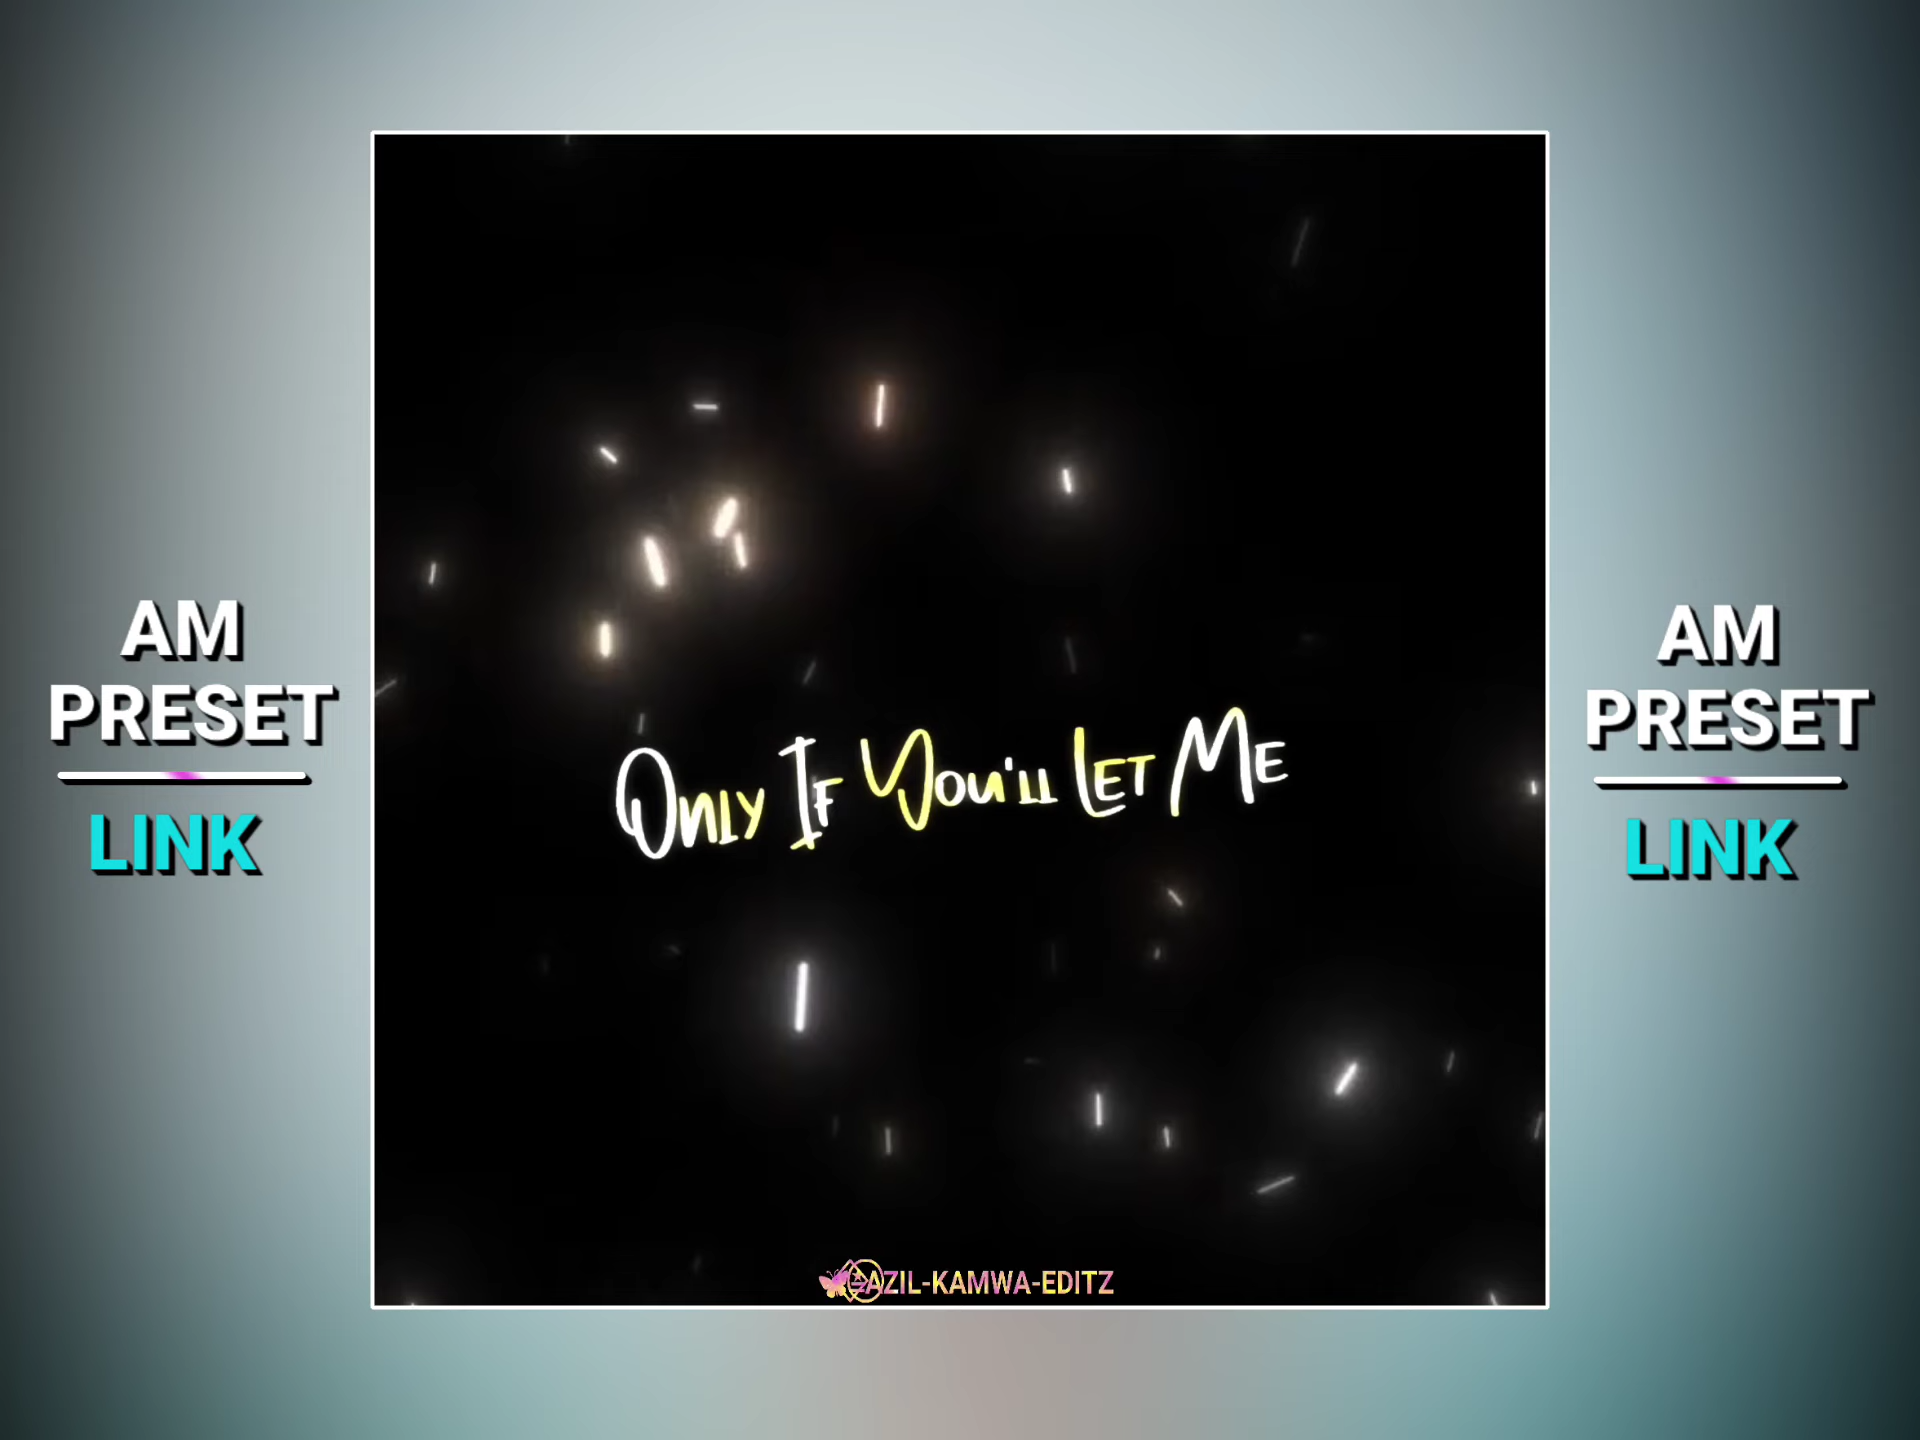 AM
PRESET
LINK
Only If You'll Let Me
AZIL-KAMWA-EDITZ
AM
PRESET
LINK